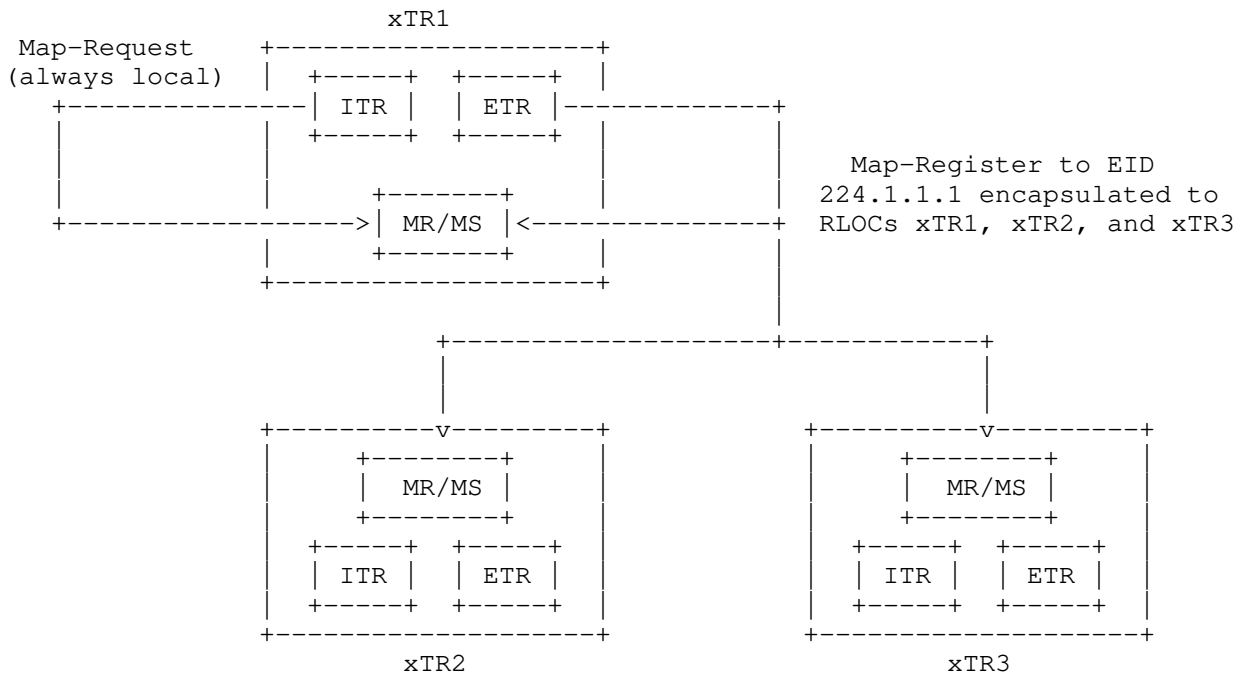 xTR1
Map-Request
(always local)
ITR ETR
Map-Register to EID
224.1.1.1 encapsulated to
MR/MS RLOCs xTR1, xTR2, and xTR3
MR/MS MR/MS
ITR ETR ITR ETR
xTR2 xTR3